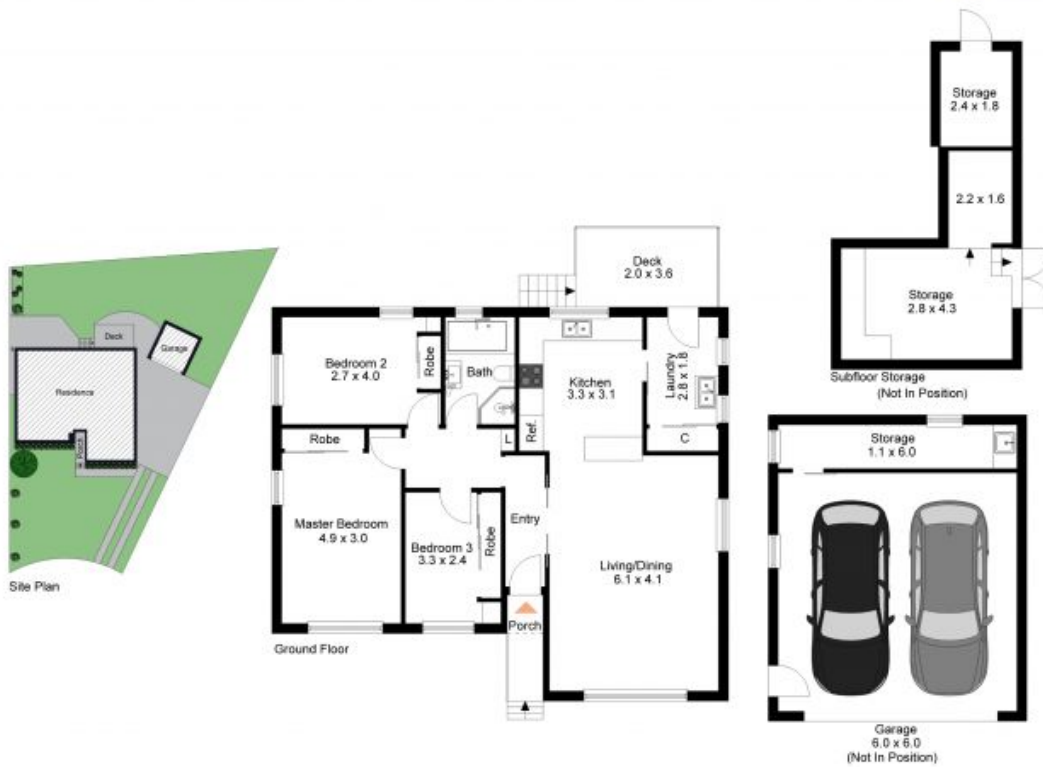 Deck
Garage
Residence
Porch
Site Plan
Deck
2.0 x 3.6
Bedroom 2
2.7 x 4.0
Robe
Bath
Kitchen
3.3 x 3.1
Laundry
2.8 x 1.8
Ref.
L
C
Robe
Master Bedroom
4.9 x 3.0
Bedroom 3
3.3 x 2.4
Robe
Entry
Living/Dining
6.1 x 4.1
Porch
Ground Floor
Storage
2.4 x 1.8
2.2 x 1.6
Storage
2.8 x 4.3
Subfloor Storage
(Not In Position)
Storage
1.1 x 6.0
Garage
6.0 x 6.0
(Not In Position)